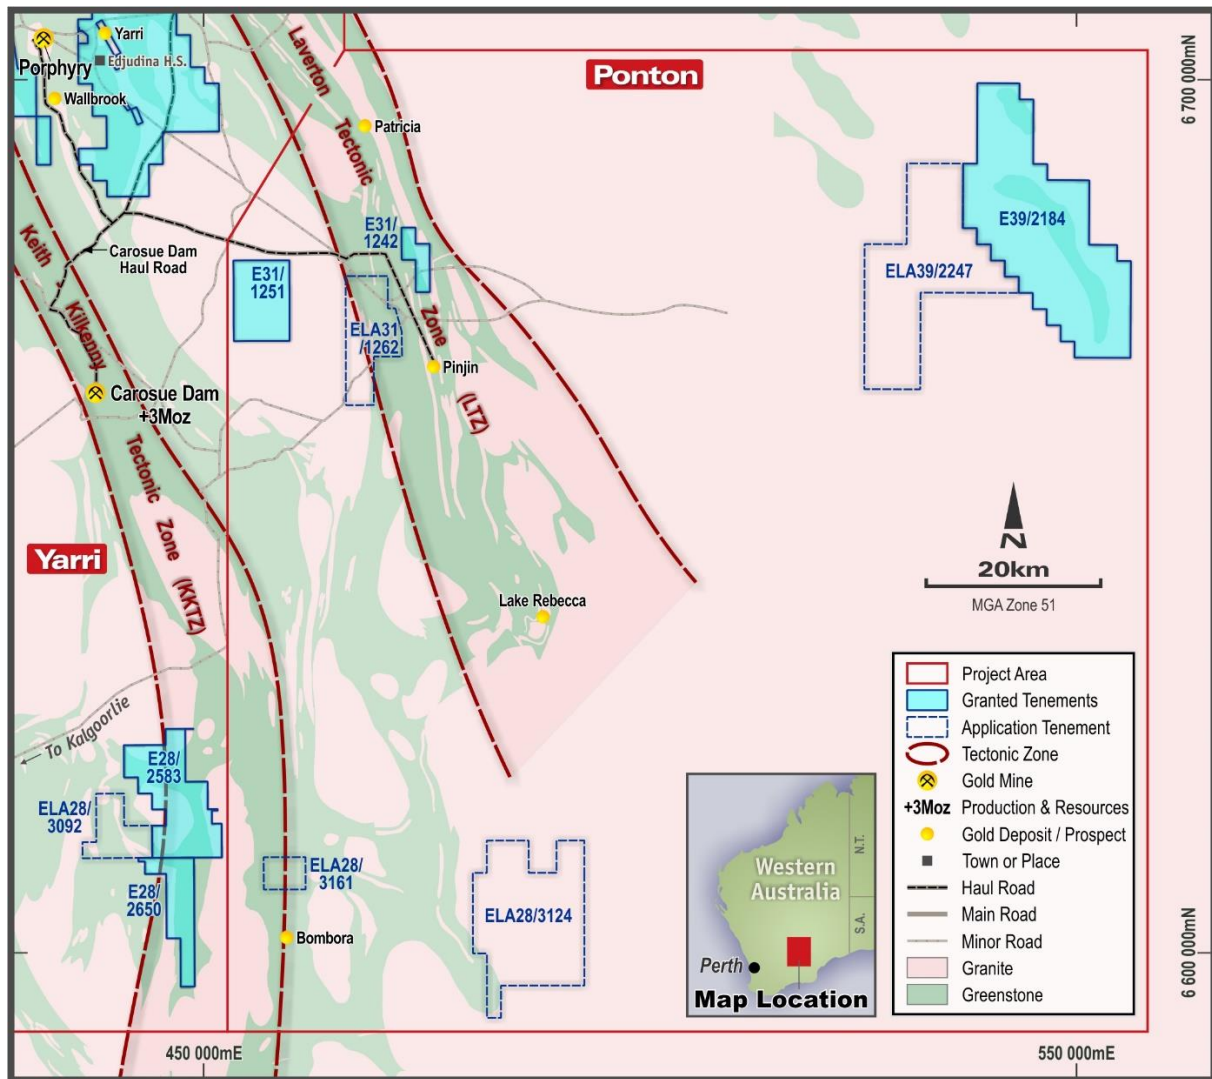 Yarri
Edjudina H.S.
Porphyry
Wallbrook
Laverton
Tectonic
Zone
(LTZ)
Patricia
Ponton
6 700 000mN
E39/2184
ELA39/2247
E31/
1242
Keith
Kilkenny
Tectonic
Zone
(KKTZ)
Carosue Dam
Haul Road
E31/
1251
ELA31
/1262
Pinjin
Carosue Dam
+3Moz
Yarri
N
20km
MGA Zone 51
Lake Rebecca
To Kalgoorlie
E28/
2583
ELA28/
3092
E28/
2650
ELA28/
3161
Bombora
ELA28/3124
Western
Australia
N.T.
S.A.
Perth
Map Location
Project Area
Granted Tenements
Application Tenement
Tectonic Zone
Gold Mine
+3Moz Production & Resources
Gold Deposit / Prospect
Town or Place
Haul Road
Main Road
Minor Road
Granite
Greenstone
6 600 000mN
450 000mE
550 000mE